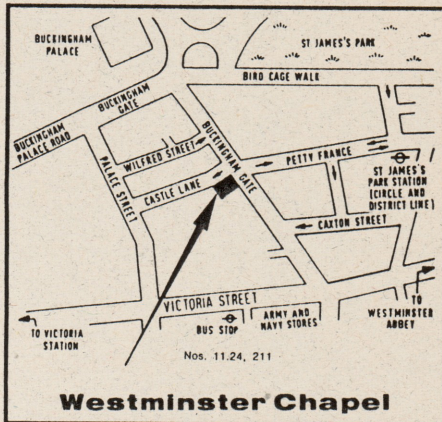 BUCKINGHAM
PALACE
ST JAMES'S PARK
BIRD CAGE WALK
BUCKINGHAM
GATE
BUCKINGHAM
PALACE ROAD
BUCKINGHAM GATE
WILFRED STREET
PETTY FRANCE
PALACE STREET
CASTLE LANE
ST JAMES'S
PARK STATION
(CIRCLE AND
DISTRICT LINE)
CAXTON STREET
VICTORIA STREET
TO VICTORIA
STATION
BUS STOP
ARMY AND
NAVY STORES
TO
WESTMINSTER
ABBEY
Nos. 11.24, 211
Westminster Chapel